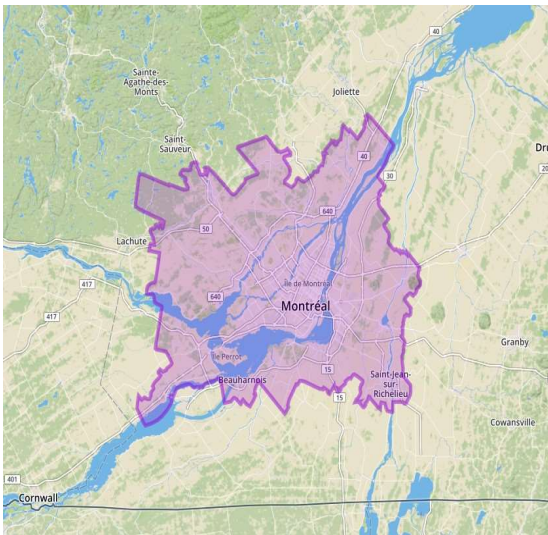 40
Sainte-
Agathe-des-
Monts
Joliette
Saint-
Sauveur
Dru
40
20
30
640
50
Lachute
417
Île de Montréal
640
Montréal
417
Île Perrot
Granby
15
Beauharnois
Saint-Jean-
sur-
Richelieu
15
Cowansville
401
Cornwall